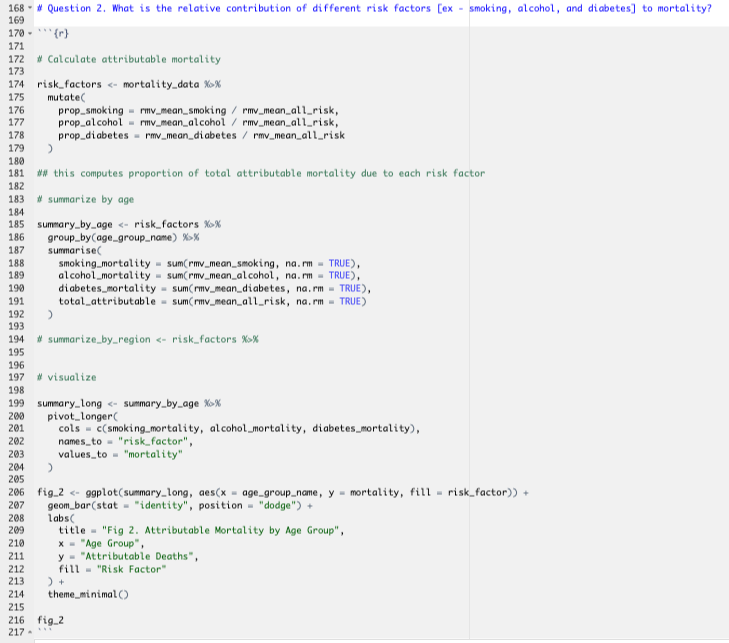 168 # Question 2. What is the relative contribution of different risk factors [ex - smoking, alcohol, and diabetes] to mortality?
169
170 ```{r}
171
172 # Calculate attributable mortality
173
174 risk_factors <- mortality_data %>%
175   mutate(
176     prop_smoking = rmv_mean_smoking / rmv_mean_all_risk,
177     prop_alcohol = rmv_mean_alcohol / rmv_mean_all_risk,
178     prop_diabetes = rmv_mean_diabetes / rmv_mean_all_risk
179   )
180
181 ## this computes proportion of total attributable mortality due to each risk factor
182
183 # summarize by age
184
185 summary_by_age <- risk_factors %>%
186   group_by(age_group_name) %>%
187   summarise(
188     smoking_mortality = sum(rmv_mean_smoking, na.rm = TRUE),
189     alcohol_mortality = sum(rmv_mean_alcohol, na.rm = TRUE),
190     diabetes_mortality = sum(rmv_mean_diabetes, na.rm = TRUE),
191     total_attributable = sum(rmv_mean_all_risk, na.rm = TRUE)
192   )
193
194 # summarize_by_region <- risk_factors %>%
195
196
197 # visualize
198
199 summary_long <- summary_by_age %>%
200   pivot_longer(
201     cols = c(smoking_mortality, alcohol_mortality, diabetes_mortality),
202     names_to = "risk_factor",
203     values_to = "mortality"
204   )
205
206 fig_2 <- ggplot(summary_long, aes(x = age_group_name, y = mortality, fill = risk_factor)) +
207   geom_bar(stat = "identity", position = "dodge") +
208   labs(
209     title = "Fig 2. Attributable Mortality by Age Group",
210     x = "Age Group",
211     y = "Attributable Deaths",
212     fill = "Risk Factor"
213   ) +
214   theme_minimal()
215
216 fig_2
217 ```